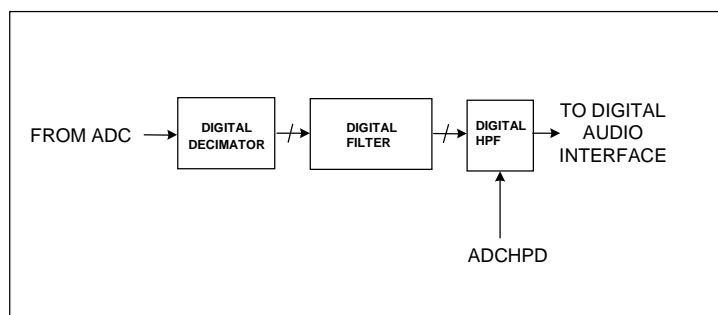 FROM ADC
DIGITAL
DECIMATOR
DIGITAL
FILTER
DIGITAL
HPF
TO DIGITAL
AUDIO
INTERFACE
ADCHPD